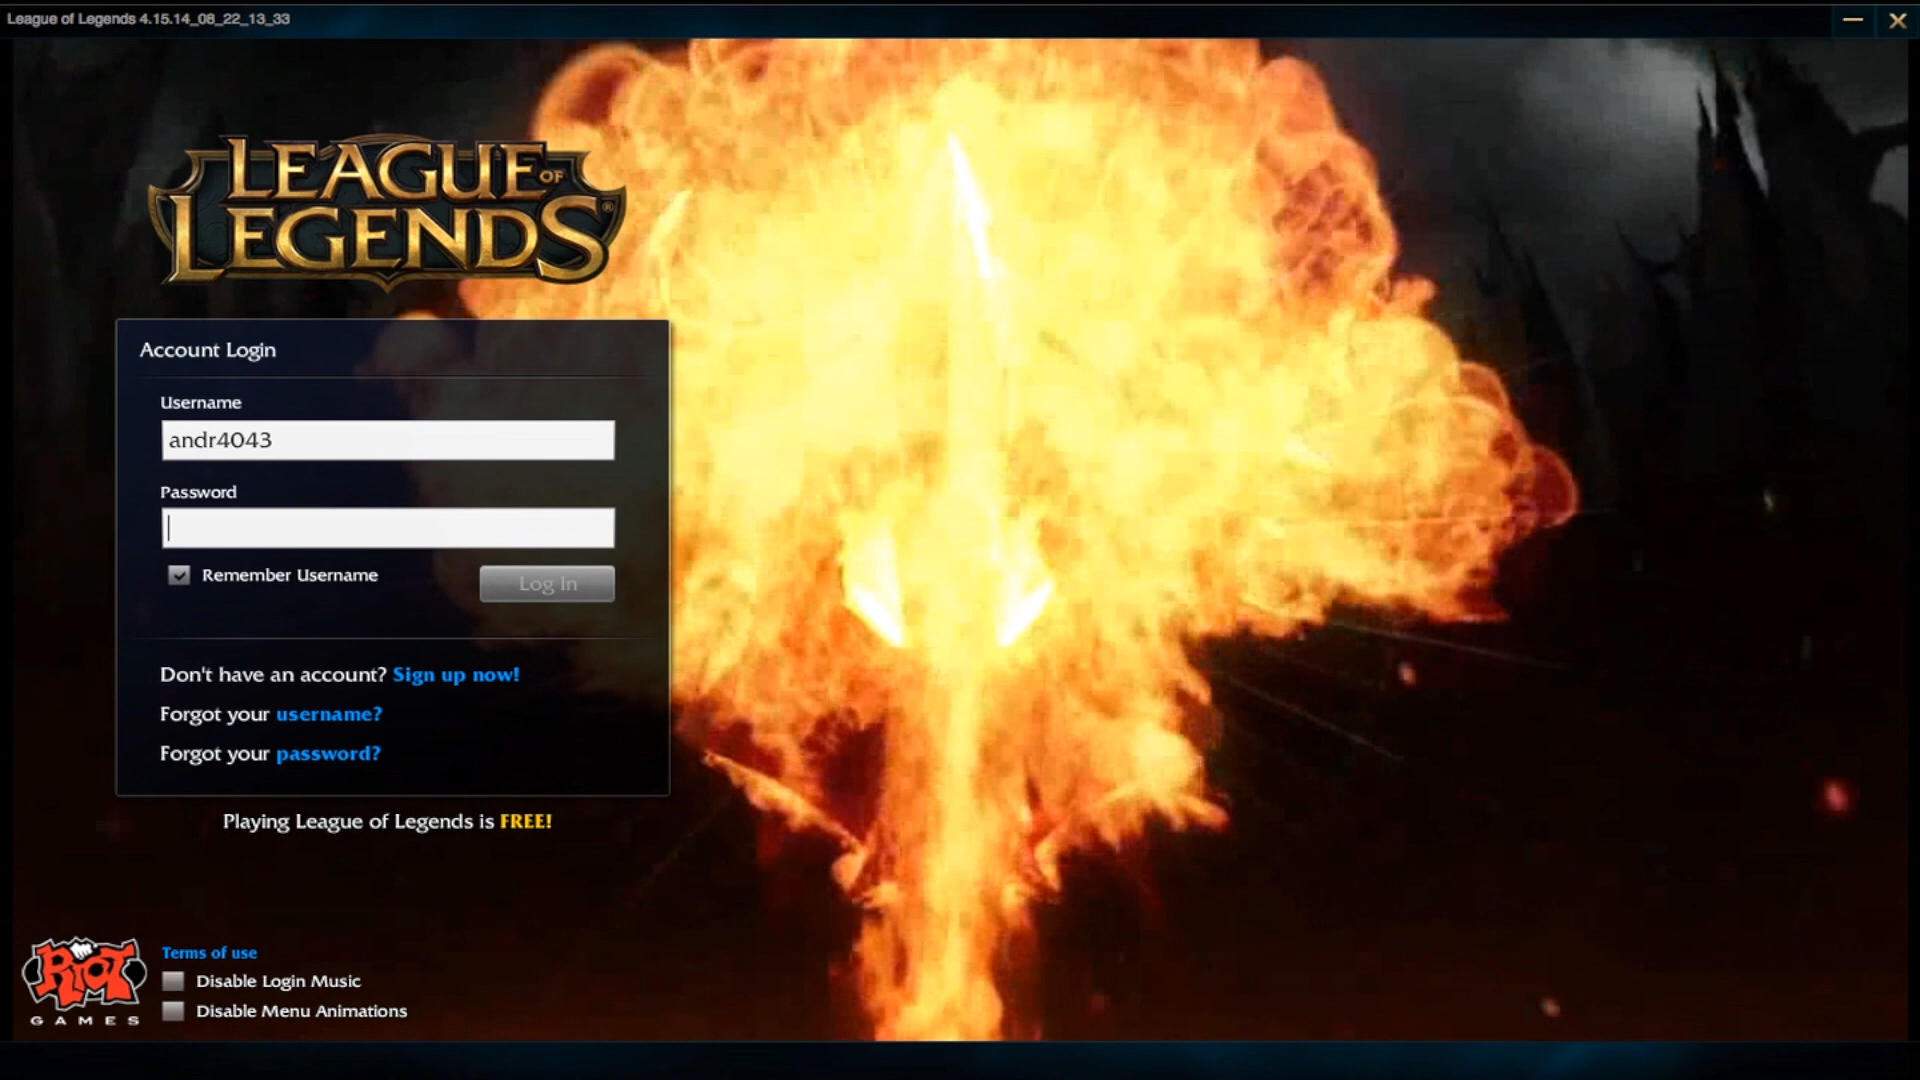 League of Legends 4.15.14_08_22_13_33
LEAGUE OF
LEGENDS®
Account Login
Username
andr4043
Password
Remember Username
Log In
Don't have an account? Sign up now!
Forgot your username?
Forgot your password?
Playing League of Legends is FREE!
RIOT
GAMES
Terms of use
Disable Login Music
Disable Menu Animations